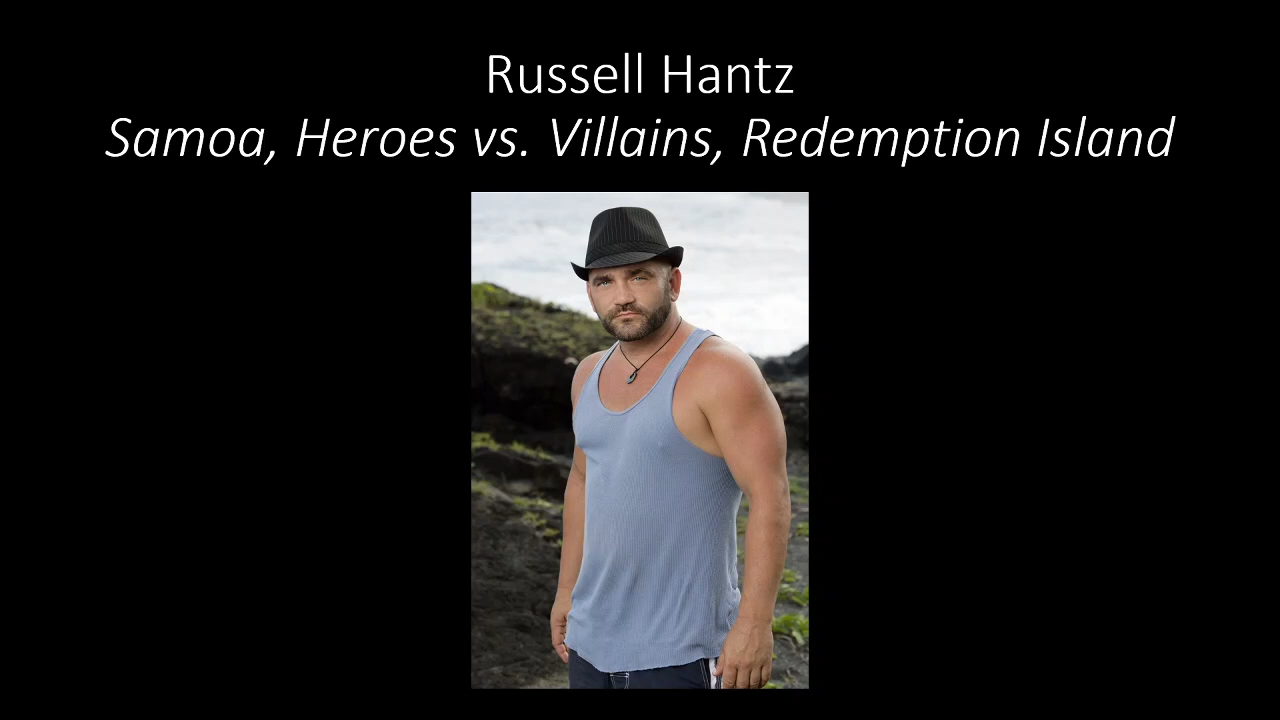 Russell Hantz
Samoa, Heroes vs. Villains, Redemption Island